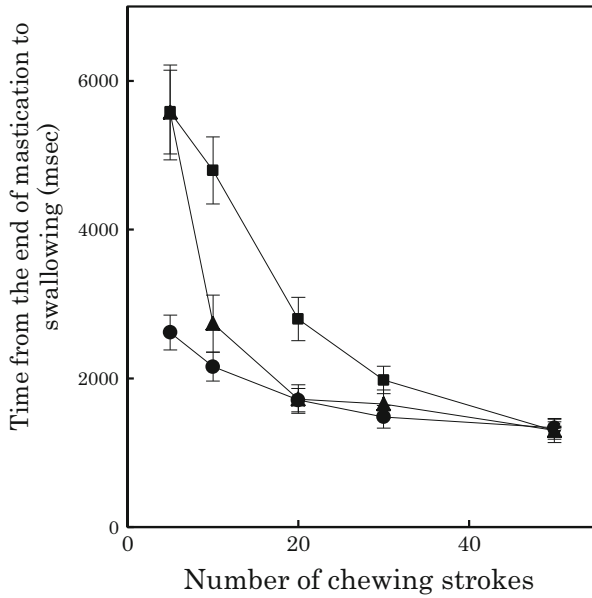 Time from the end of mastication to
swallowing (msec)
6000
4000
2000
0
0 20 40
Number of chewing strokes